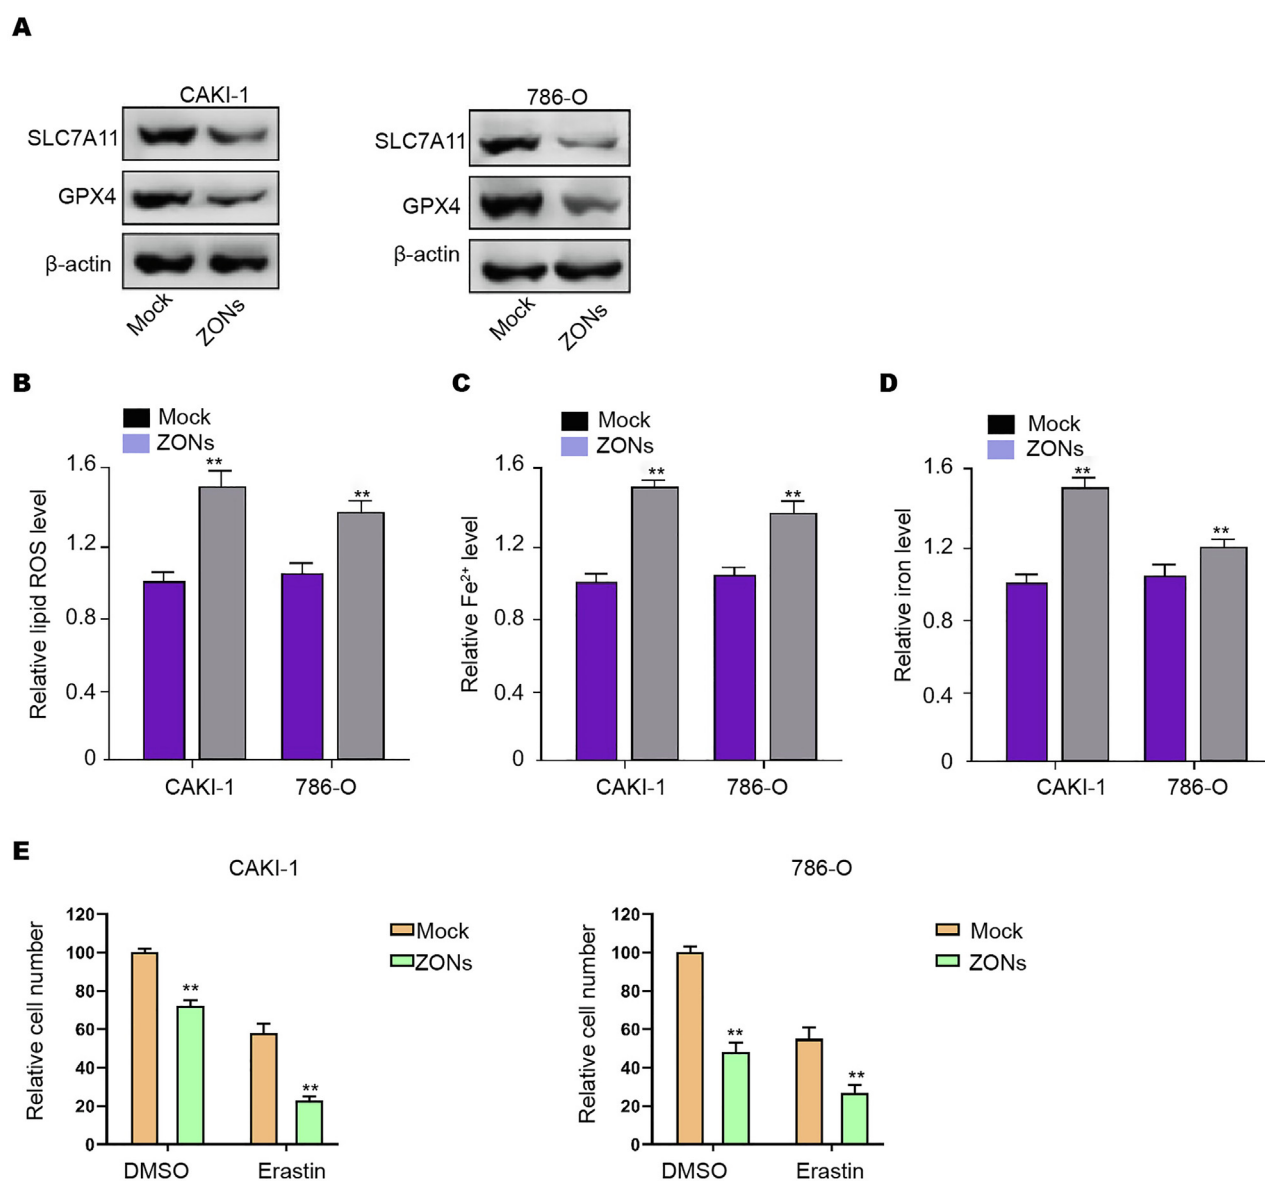 A
CAKI-1
SLC7A11
GPX4
β-actin
Mock
ZONs
786-O
SLC7A11
GPX4
β-actin
Mock
ZONs
B
Mock
ZONs
Relative lipid ROS level
1.6
1.2
0.8
0.4
0
**
**
CAKI-1
786-O
C
Mock
ZONs
Relative Fe²⁺ level
1.6
1.2
0.8
0.4
0
**
**
CAKI-1
786-O
D
Mock
ZONs
Relative iron level
1.6
1.2
0.8
0.4
0
**
**
CAKI-1
786-O
E
CAKI-1
Relative cell number
120
100
80
60
40
20
0
**
**
DMSO
Erastin
Mock
ZONs
786-O
Relative cell number
120
100
80
60
40
20
0
**
**
DMSO
Erastin
Mock
ZONs